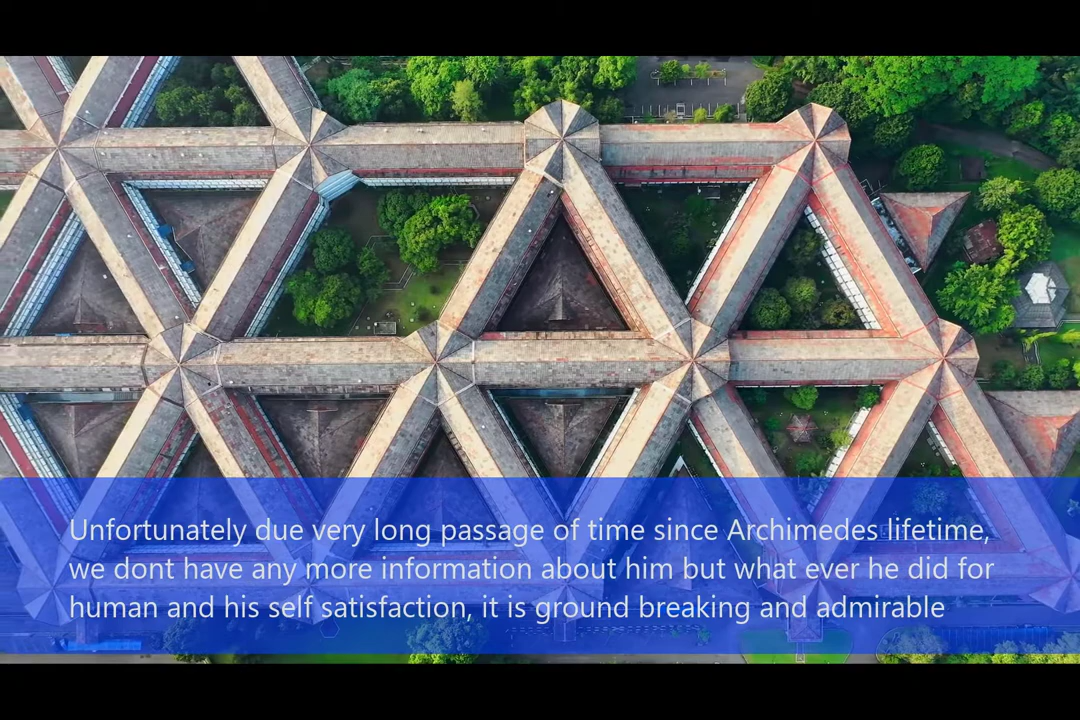 Unfortunately due very long passage of time since Archimedes lifetime,
we dont have any more information about him but what ever he did for
human and his self satisfaction, it is ground breaking and admirable